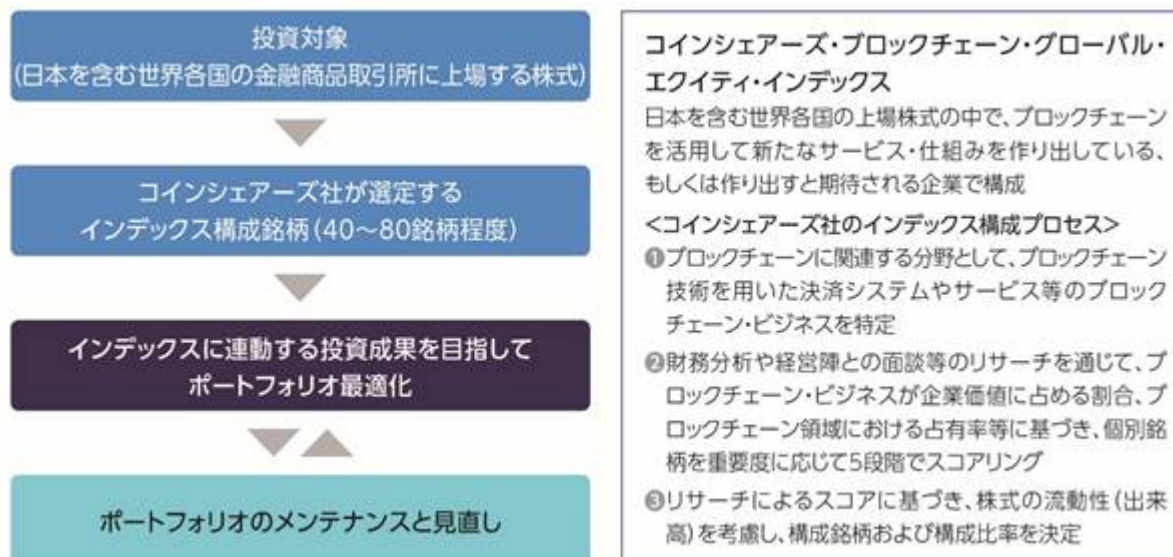 投資対象
(日本を含む世界各国の金融商品取引所に上場する株式)
コインシェアーズ社が選定する
インデックス構成銘柄(40～80銘柄程度)
インデックスに連動する投資成果を目指して
ポートフォリオ最適化
ポートフォリオのメンテナンスと見直し
コインシェアーズ・ブロックチェーン・グローバル・
エクイティ・インデックス
日本を含む世界各国の上場株式の中で、ブロックチェーン
を活用して新たなサービス・仕組みを作り出している、
もしくは作り出すと期待される企業で構成
<コインシェアーズ社のインデックス構成プロセス>
❶ブロックチェーンに関連する分野として、ブロックチェーン
技術を用いた決済システムやサービス等のブロック
チェーン・ビジネスを特定
❷財務分析や経営陣との面談等のリサーチを通じて、ブ
ロックチェーン・ビジネスが企業価値に占める割合、ブ
ロックチェーン領域における占有率等に基づき、個別銘
柄を重要度に応じて5段階でスコアリング
❸リサーチによるスコアに基づき、株式の流動性(出来
高)を考慮し、構成銘柄および構成比率を決定